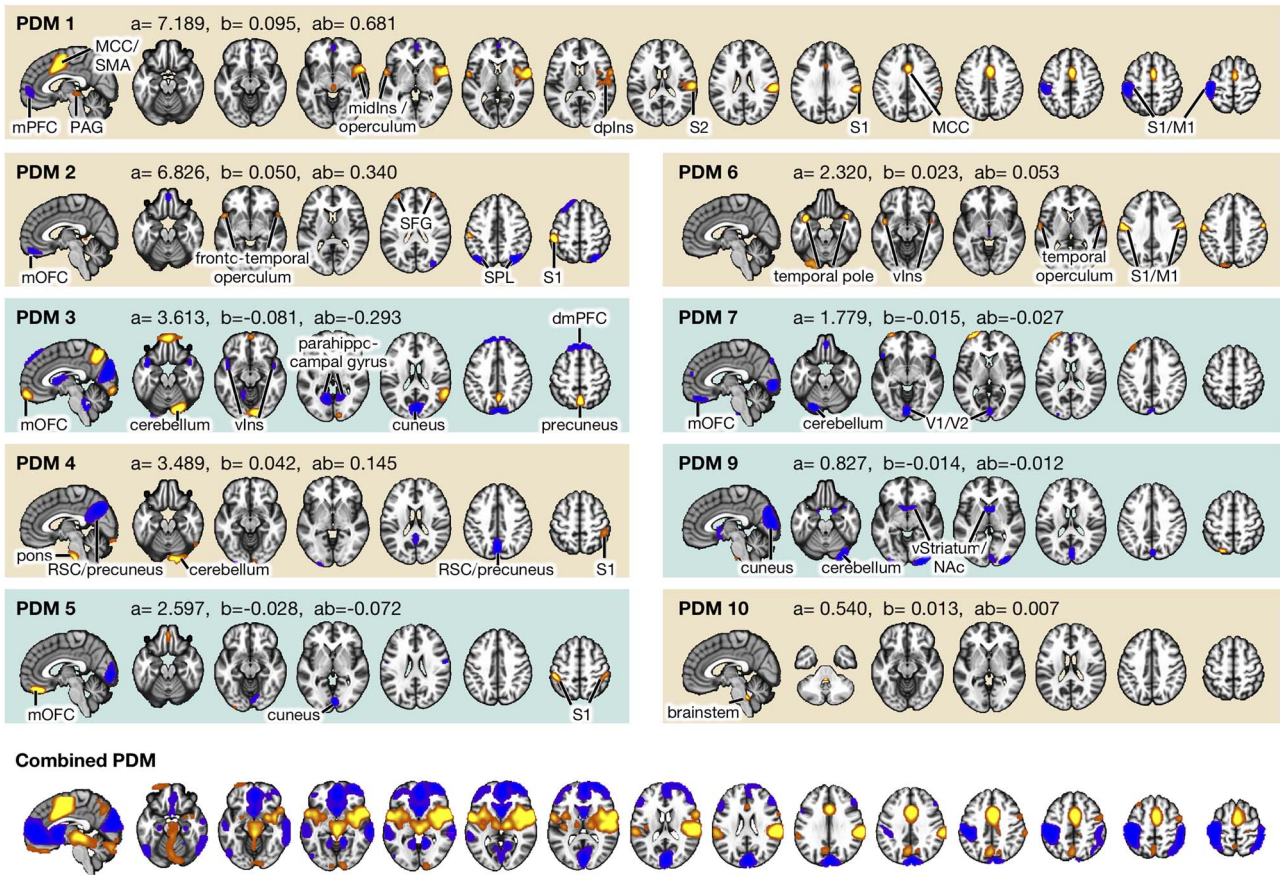 PDM 1 a= 7.189, b= 0.095, ab= 0.681
MCC/
SMA
mPFC PAG
midIns /
operculum
dpIns
S2
S1
MCC
S1/M1
PDM 2 a= 6.826, b= 0.050, ab= 0.340
mOFC
frontc-temporal
operculum
SFG
SPL
S1
PDM 6 a= 2.320, b= 0.023, ab= 0.053
temporal pole
vIns
temporal
operculum
S1/M1
PDM 3 a= 3.613, b=-0.081, ab=-0.293
dmPFC
parahippc-
campal gyrus
mOFC
cerebellum
vIns
cuneus
precuneus
PDM 7 a= 1.779, b=-0.015, ab=-0.027
mOFC
cerebellum
V1/V2
PDM 4 a= 3.489, b= 0.042, ab= 0.145
pons
RSC/precuneus
cerebellum
RSC/precuneus
S1
PDM 9 a= 0.827, b=-0.014, ab=-0.012
cuneus
cerebellum
vStriatum/
NAc
PDM 5 a= 2.597, b=-0.028, ab=-0.072
mOFC
cuneus
S1
PDM 10 a= 0.540, b= 0.013, ab= 0.007
brainstem
Combined PDM